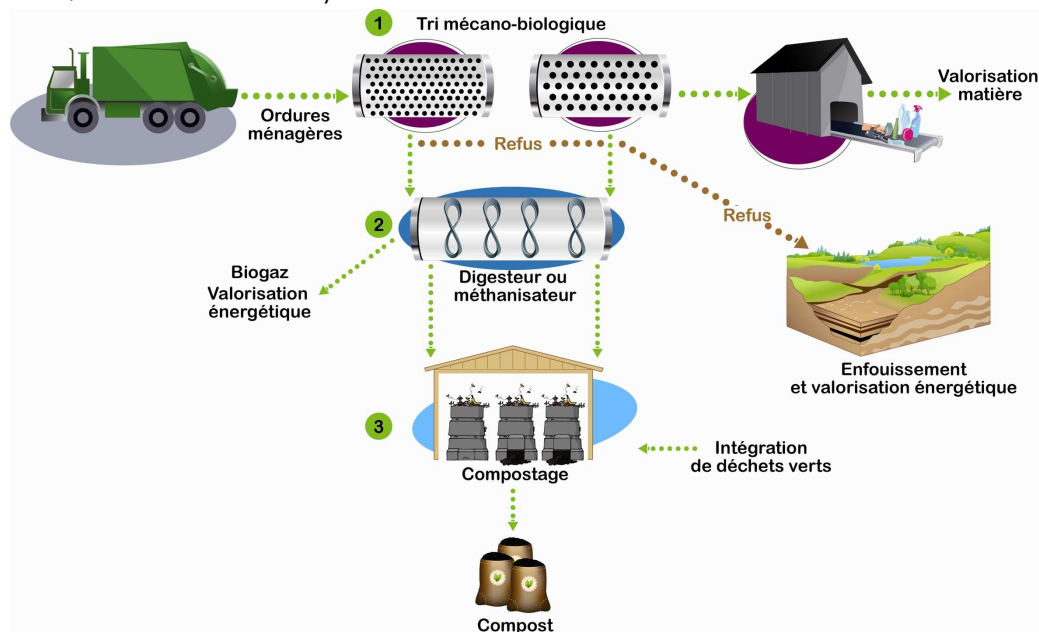 1
Tri mécano-biologique
Ordures
ménagères
Valorisation
matière
Refus
Refus
2
Digesteur ou
méthanisateur
Biogaz
Valorisation
énergétique
Enfouissement
et valorisation énergétique
3
Compostage
Intégration
de déchets verts
Compost